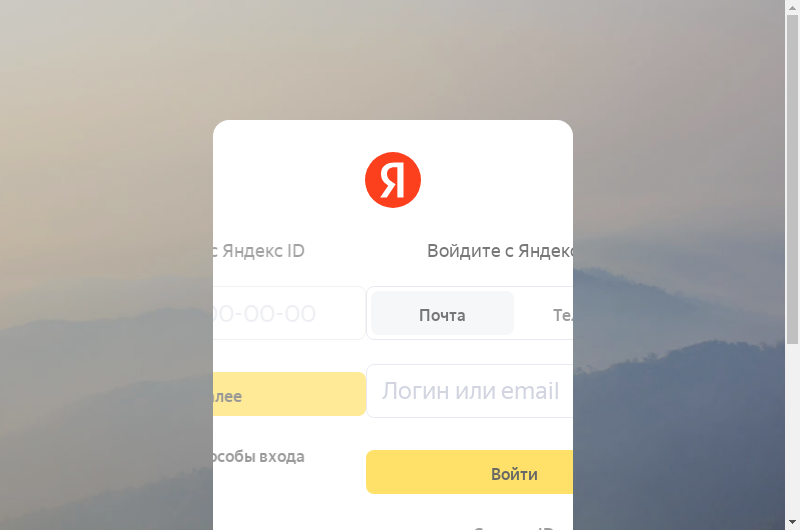 Я
с Яндекс ID
Войдите с Яндекс
00-00-00
Почта
Те
алее
Логин или email
особы входа
Войти